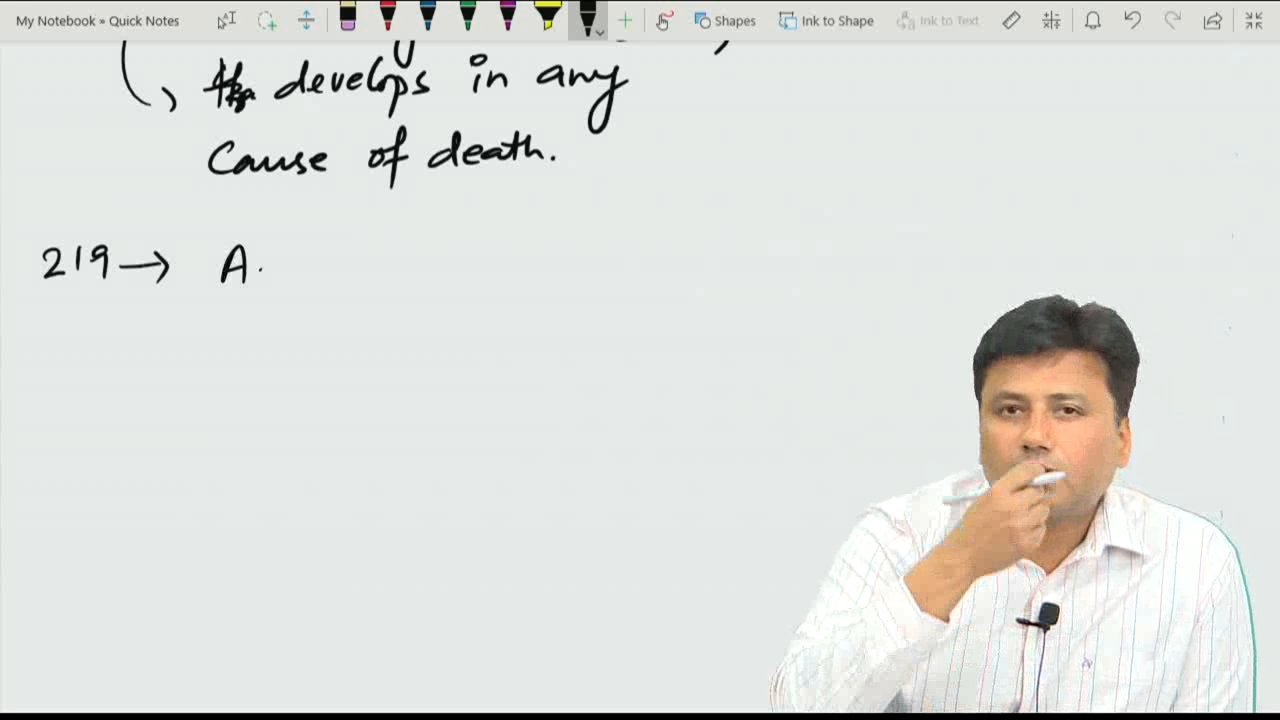 My Notebook » Quick Notes
Shapes
Ink to Shape
Ink to Text
develops in any
Cause of death.
219 → A.